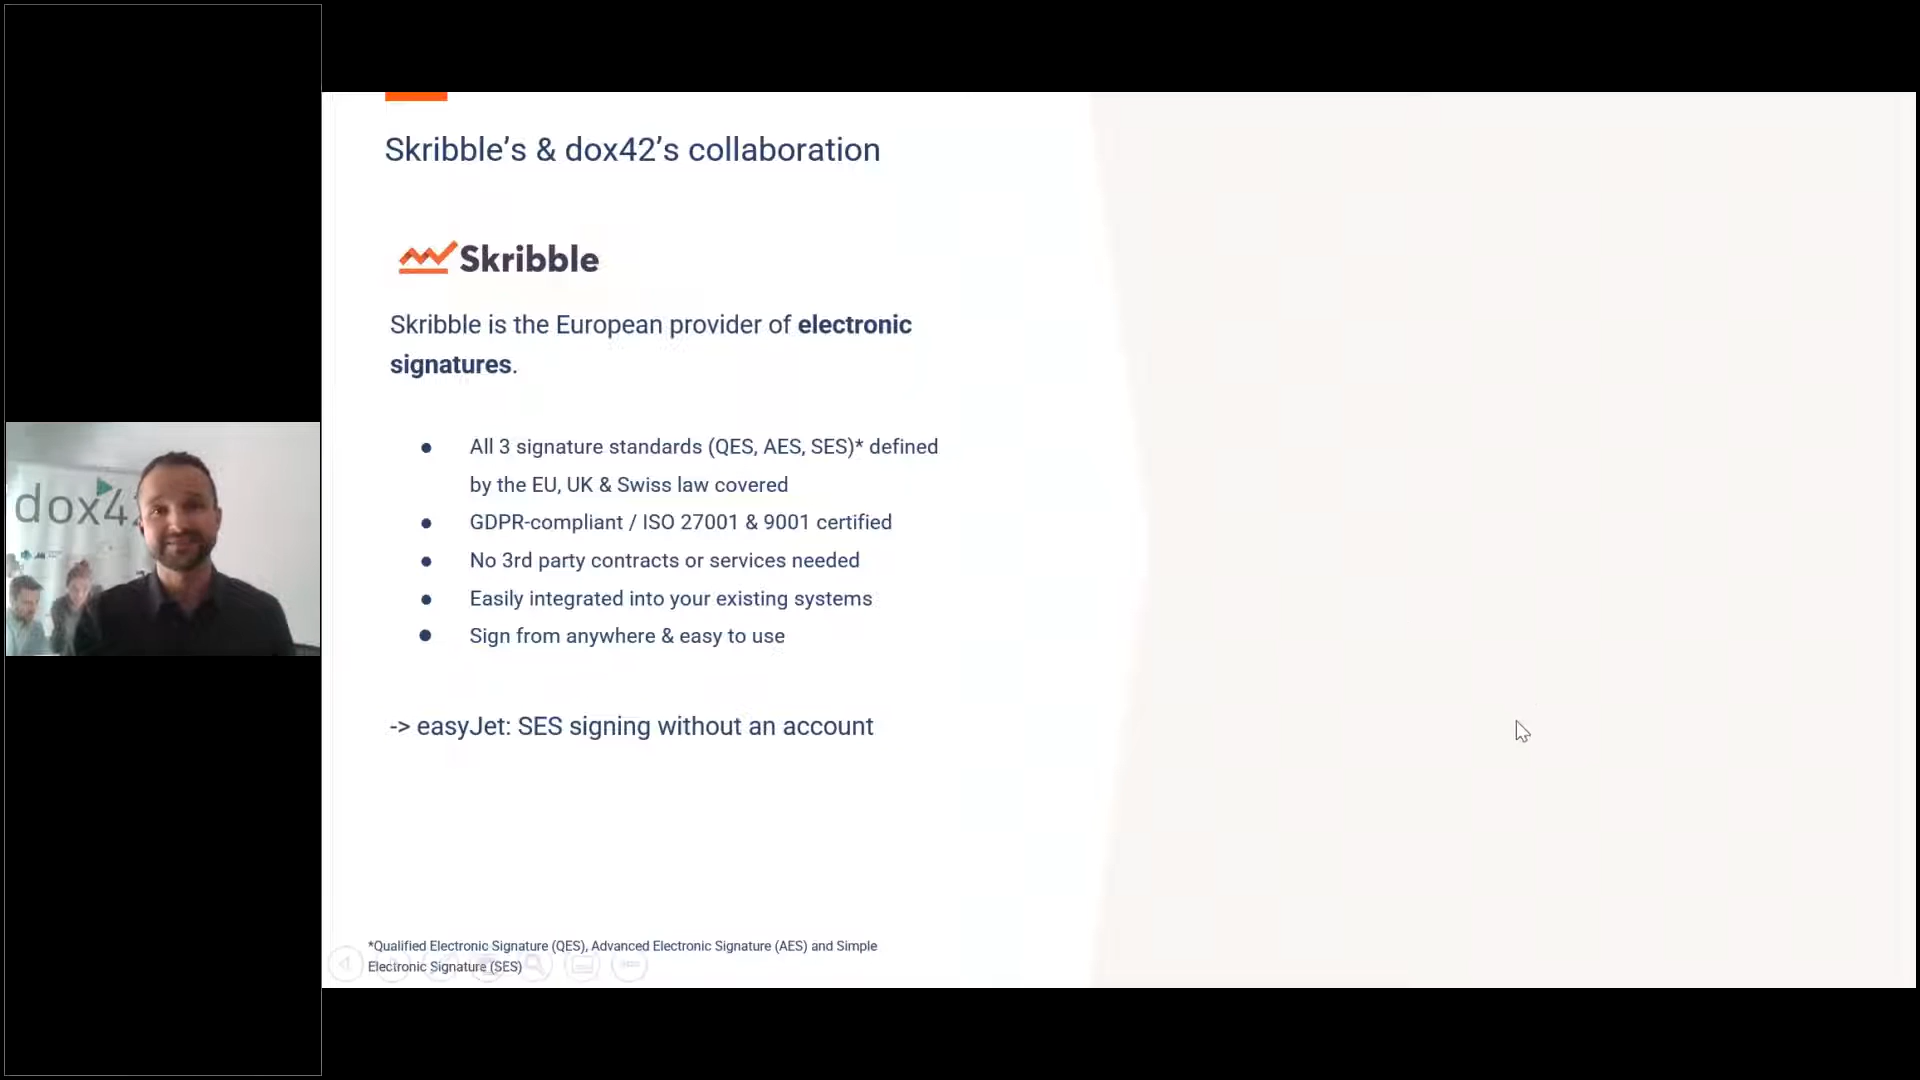 Skribble’s & dox42’s collaboration
Skribble
Skribble is the European provider of electronic
signatures.
● All 3 signature standards (QES, AES, SES)* defined
by the EU, UK & Swiss law covered
● GDPR-compliant / ISO 27001 & 9001 certified
● No 3rd party contracts or services needed
● Easily integrated into your existing systems
● Sign from anywhere & easy to use
-> easyJet: SES signing without an account
*Qualified Electronic Signature (QES), Advanced Electronic Signature (AES) and Simple
Electronic Signature (SES)
dox42